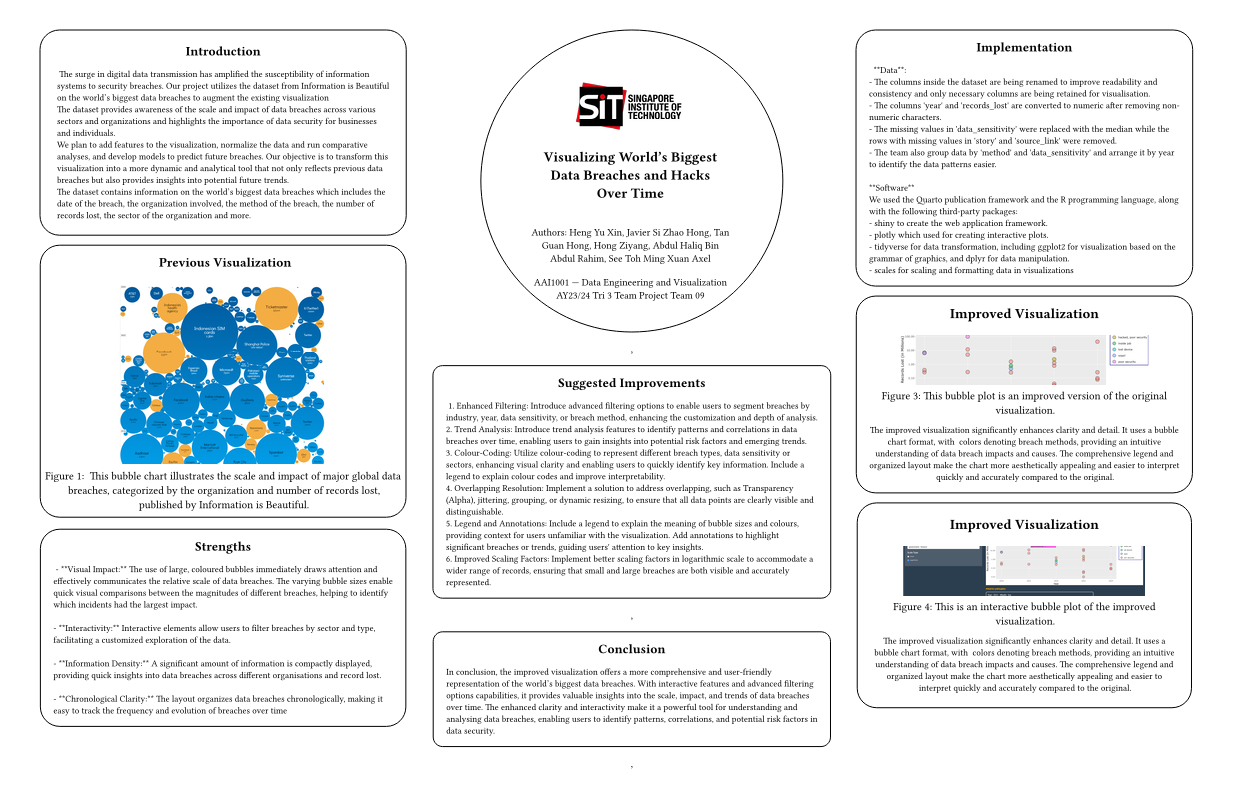 Introduction
The surge in digital data transmission has amplified the susceptibility of information
systems to security breaches. Our project utilizes the dataset from Information is Beautiful
on the world's biggest data breaches to augment the existing visualization
The dataset provides awareness of the scale and impact of data breaches across various
sectors and organizations and highlights the importance of data security for businesses
and individuals.
We plan to add features to the visualization, normalize the data and run comparative
analyses, and develop models to predict future breaches. Our objective is to transform this
visualization into a more dynamic and analytical tool that not only reflects previous data
breaches but also provides insights into potential future trends.
The dataset contains information on the world's biggest data breaches which includes the
date of the breach, the organization involved, the method of the breach, the number of
records lost, the sector of the organization and more.
Previous Visualization
Indonesian SIM
cards
Ticketmaster
Shanghai Police
Microsoft
Syniverse
Figure 1: This bubble chart illustrates the scale and impact of major global data
breaches, categorized by the organization and number of records lost,
published by Information is Beautiful.
Strengths
- **Visual Impact:** The use of large, coloured bubbles immediately draws attention and
effectively communicates the relative scale of data breaches. The varying bubble sizes enable
quick visual comparisons between the magnitudes of different breaches, helping to identify
which incidents had the largest impact.
- **Interactivity:** Interactive elements allow users to filter breaches by sector and type,
facilitating a customized exploration of the data.
- **Information Density:** A significant amount of information is compactly displayed,
providing quick insights into data breaches across different organisations and record lost.
- **Chronological Clarity:** The layout organizes data breaches chronologically, making it
easy to track the frequency and evolution of breaches over time
SiT
SINGAPORE
INSTITUTE OF
TECHNOLOGY
Visualizing World's Biggest
Data Breaches and Hacks
Over Time
Authors: Heng Yu Xin, Javier Si Zhao Hong, Tan
Guan Hong, Hong Ziyang, Abdul Haliq Bin
Abdul Rahim, See Toh Ming Xuan Axel
AAI1001 — Data Engineering and Visualization
AY23/24 Tri 3 Team Project Team 09
,
Suggested Improvements
1. Enhanced Filtering: Introduce advanced filtering options to enable users to segment breaches by
industry, year, data sensitivity, or breach method, enhancing the customization and depth of analysis.
2. Trend Analysis: Introduce trend analysis features to identify patterns and correlations in data
breaches over time, enabling users to gain insights into potential risk factors and emerging trends.
3. Colour-Coding: Utilize colour-coding to represent different breach types, data sensitivity or
sectors, enhancing visual clarity and enabling users to quickly identify key information. Include a
legend to explain colour codes and improve interpretability.
4. Overlapping Resolution: Implement a solution to address overlapping, such as Transparency
(Alpha), jittering, grouping, or dynamic resizing, to ensure that all data points are clearly visible and
distinguishable.
5. Legend and Annotations: Include a legend to explain the meaning of bubble sizes and colours,
providing context for users unfamiliar with the visualization. Add annotations to highlight
significant breaches or trends, guiding users' attention to key insights.
6. Improved Scaling Factors: Implement better scaling factors in logarithmic scale to accommodate a
wider range of records, ensuring that small and large breaches are both visible and accurately
represented.
,
Conclusion
In conclusion, the improved visualization offers a more comprehensive and user-friendly
representation of the world's biggest data breaches. With interactive features and advanced filtering
options capabilities, it provides valuable insights into the scale, impact, and trends of data breaches
over time. The enhanced clarity and interactivity make it a powerful tool for understanding and
analysing data breaches, enabling users to identify patterns, correlations, and potential risk factors in
data security.
,
Implementation
**Data**:
- The columns inside the dataset are being renamed to improve readability and
consistency and only necessary columns are being retained for visualisation.
- The columns 'year' and 'records_lost' are converted to numeric after removing non-
numeric characters.
- The missing values in 'data_sensitivity' were replaced with the median while the
rows with missing values in 'story' and 'source_link' were removed.
- The team also group data by 'method' and 'data_sensitivity' and arrange it by year
to identify the data patterns easier.
**Software**
We used the Quarto publication framework and the R programming language, along
with the following third-party packages:
- shiny to create the web application framework.
- plotly which used for creating interactive plots.
- tidyverse for data transformation, including ggplot2 for visualization based on the
grammar of graphics, and dplyr for data manipulation.
- scales for scaling and formatting data in visualizations
Improved Visualization
Figure 3: This bubble plot is an improved version of the original
visualization.
The improved visualization significantly enhances clarity and detail. It uses a bubble
chart format, with colors denoting breach methods, providing an intuitive
understanding of data breach impacts and causes. The comprehensive legend and
organized layout make the chart more aesthetically appealing and easier to interpret
quickly and accurately compared to the original.
Improved Visualization
Figure 4: This is an interactive bubble plot of the improved
visualization.
The improved visualization significantly enhances clarity and detail. It uses a
bubble chart format, with colors denoting breach methods, providing an intuitive
understanding of data breach impacts and causes. The comprehensive legend and
organized layout make the chart more aesthetically appealing and easier to
interpret quickly and accurately compared to the original.